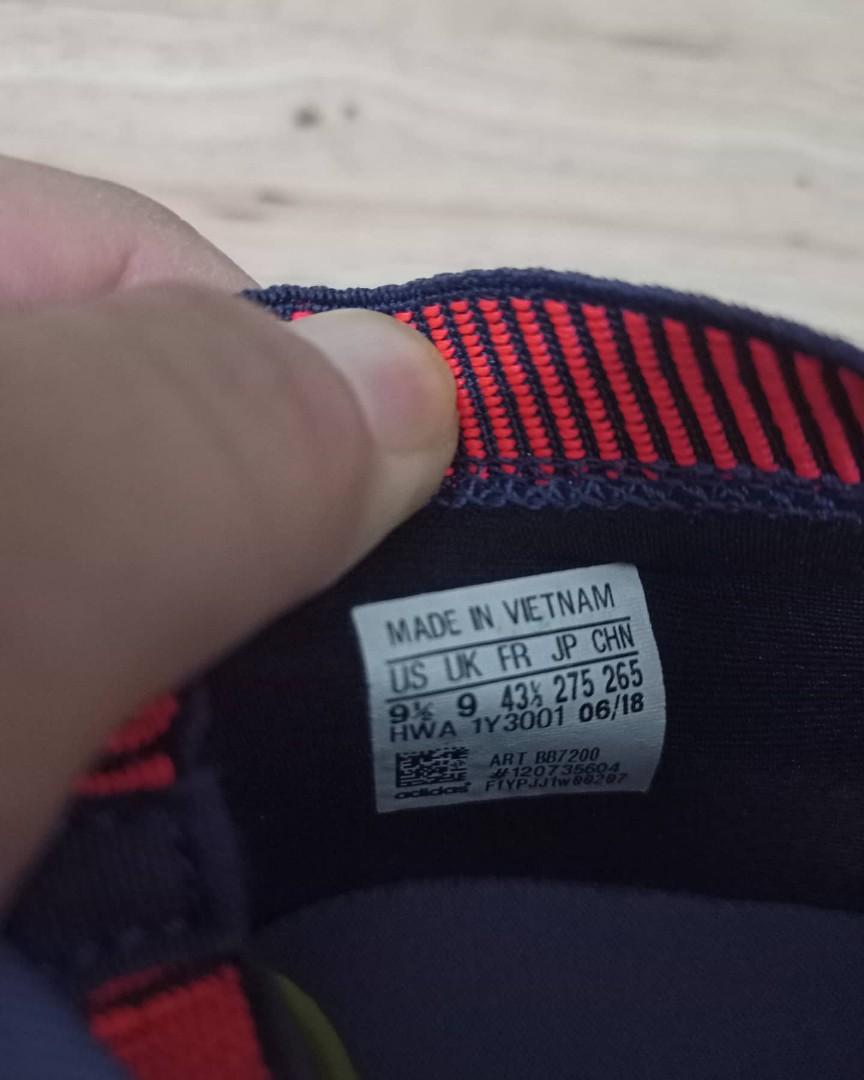 MADE IN VIETNAM
US UK FR JP CHN
9½ 9 43⅓ 275 265
HWA 1Y3001 06/18
ART BB7200
#120735604
adidas